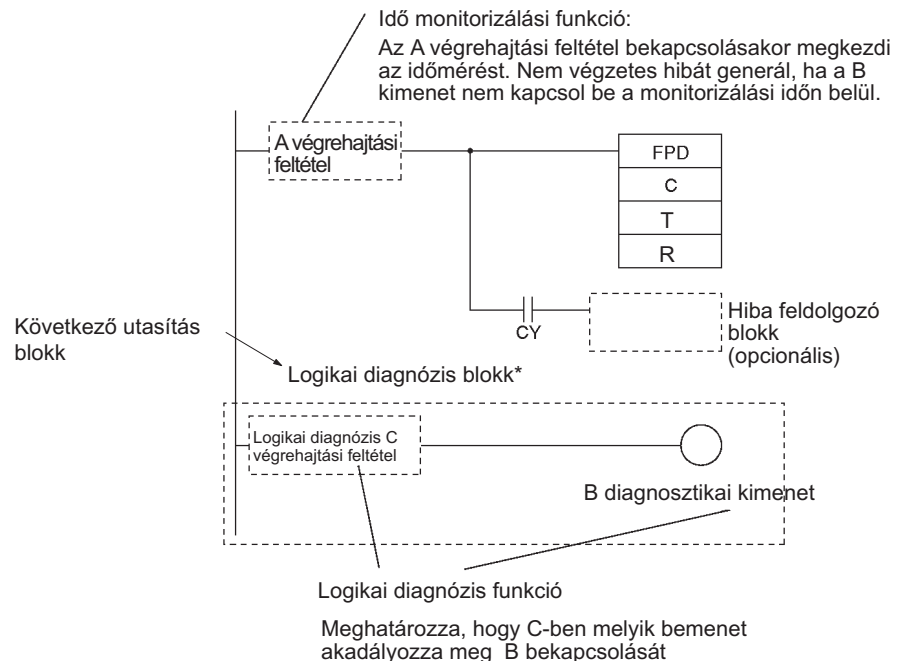 Idő monitorizálási funkció:
Az A végrehajtási feltétel bekapcsolásakor megkezdi
az időmérést. Nem végzetes hibát generál, ha a B
kimenet nem kapcsol be a monitorizálási időn belül.
A végrehajtási
feltétel
FPD
C
T
R
CY
Hiba feldolgozó
blokk
(opcionális)
Következő utasítás
blokk
Logikai diagnózis blokk*
Logikai diagnózis C
végrehajtási feltétel
B diagnosztikai kimenet
Logikai diagnózis funkció
Meghatározza, hogy C-ben melyik bemenet
akadályozza meg B bekapcsolását